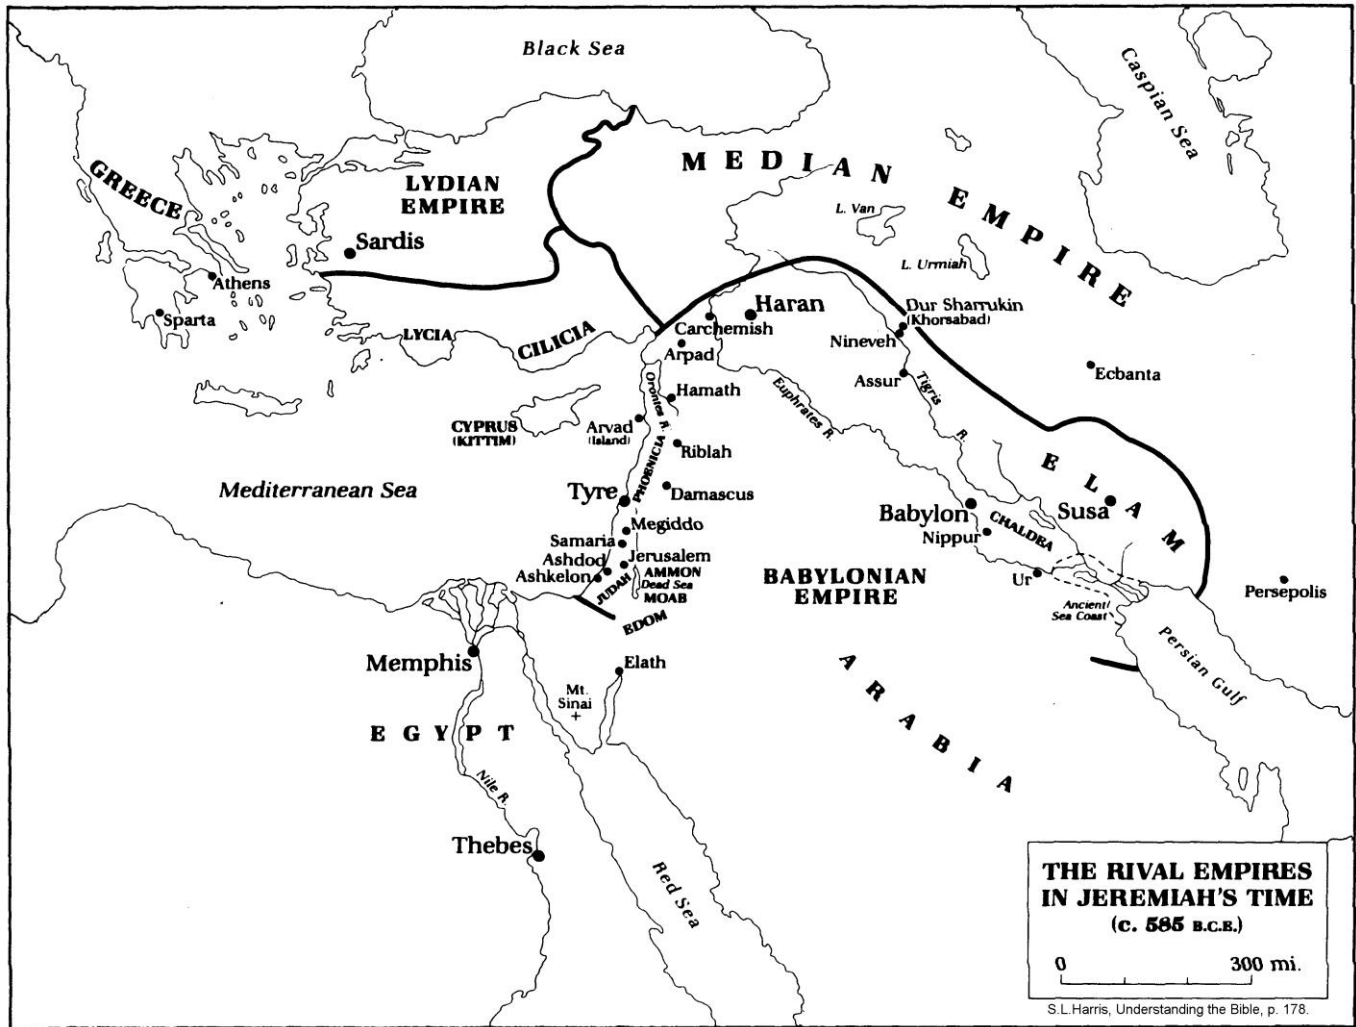 Black Sea
Caspian Sea
GREECE
LYDIAN
EMPIRE
MEDIAN EMPIRE
L. Van
L. Urmiah
Sardis
Athens
Sparta
LYCIA
CILICIA
Carchemish
Haran
Dur Sharrukin
(Khorsabad)
Nineveh
Arpad
Assur
Tigris R.
Ecbanta
Hamath
Orontes R.
Euphrates R.
CYPRUS
(KITTIM)
Arvad
(Island)
Riblah
PHOENICIA
ELAM
Mediterranean Sea
Tyre
Damascus
Babylon
CHALDEA
Susa
Nippur
Megiddo
Samaria
Jerusalem
Ashdod
Ashkelon
JUDAH
AMMON
Dead Sea
MOAB
EDOM
BABYLONIAN
EMPIRE
Ur
Ancient
Sea Coast
Persepolis
Persian Gulf
Memphis
Elath
Mt.
Sinai
ARABIA
EGYPT
Nile R.
Thebes
Red Sea
THE RIVAL EMPIRES
IN JEREMIAH'S TIME
(c. 585 B.C.E.)
0 300 mi.
S.L.Harris, Understanding the Bible, p. 178.